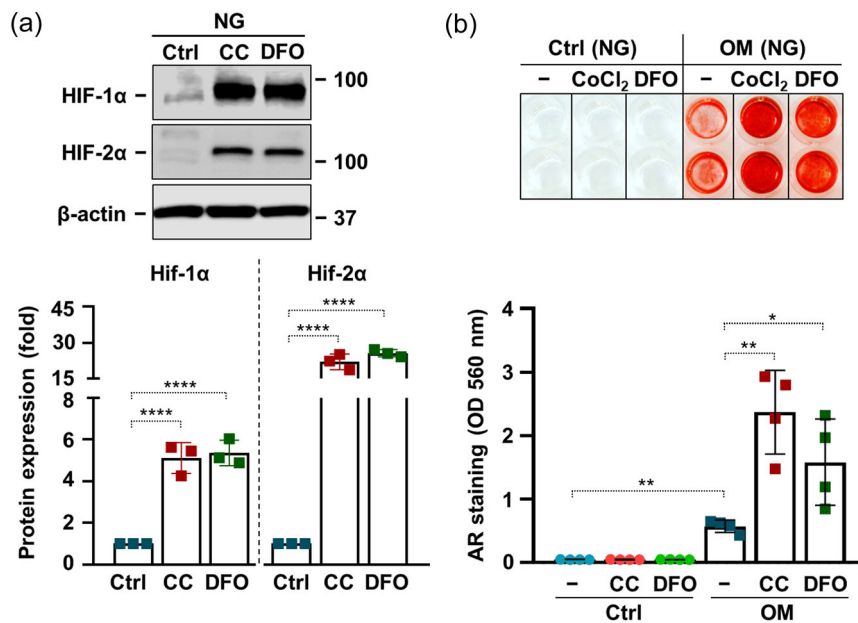 (a)
NG
Ctrl CC DFO
HIF-1α
100
HIF-2α
100
β-actin
37
Hif-1α Hif-2α
Protein expression (fold)
45
30
15
8
6
4
2
0
****
****
****
****
Ctrl CC DFO Ctrl CC DFO
(b)
Ctrl (NG) OM (NG)
– CoCl₂ DFO – CoCl₂ DFO
AR staining (OD 560 nm)
4
3
2
1
0
*
**
**
– CC DFO – CC DFO
Ctrl OM